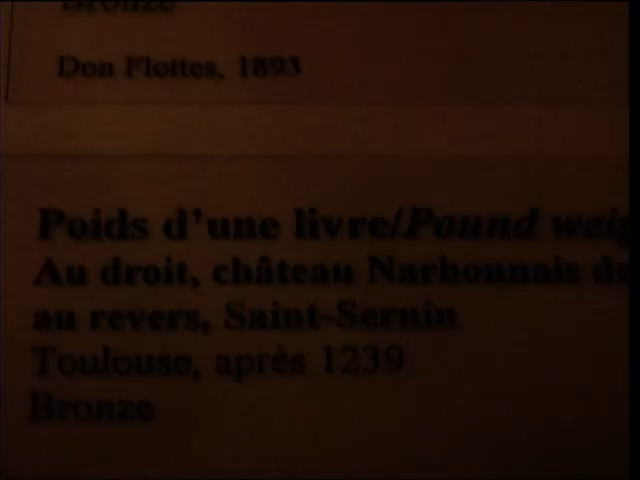 Bronze
Don Flottes, 1893
Poids d'une livre/Pound
Au droit, château Narbonnais
au revers, Saint-Sernin
Toulouse, après 1239
Bronze